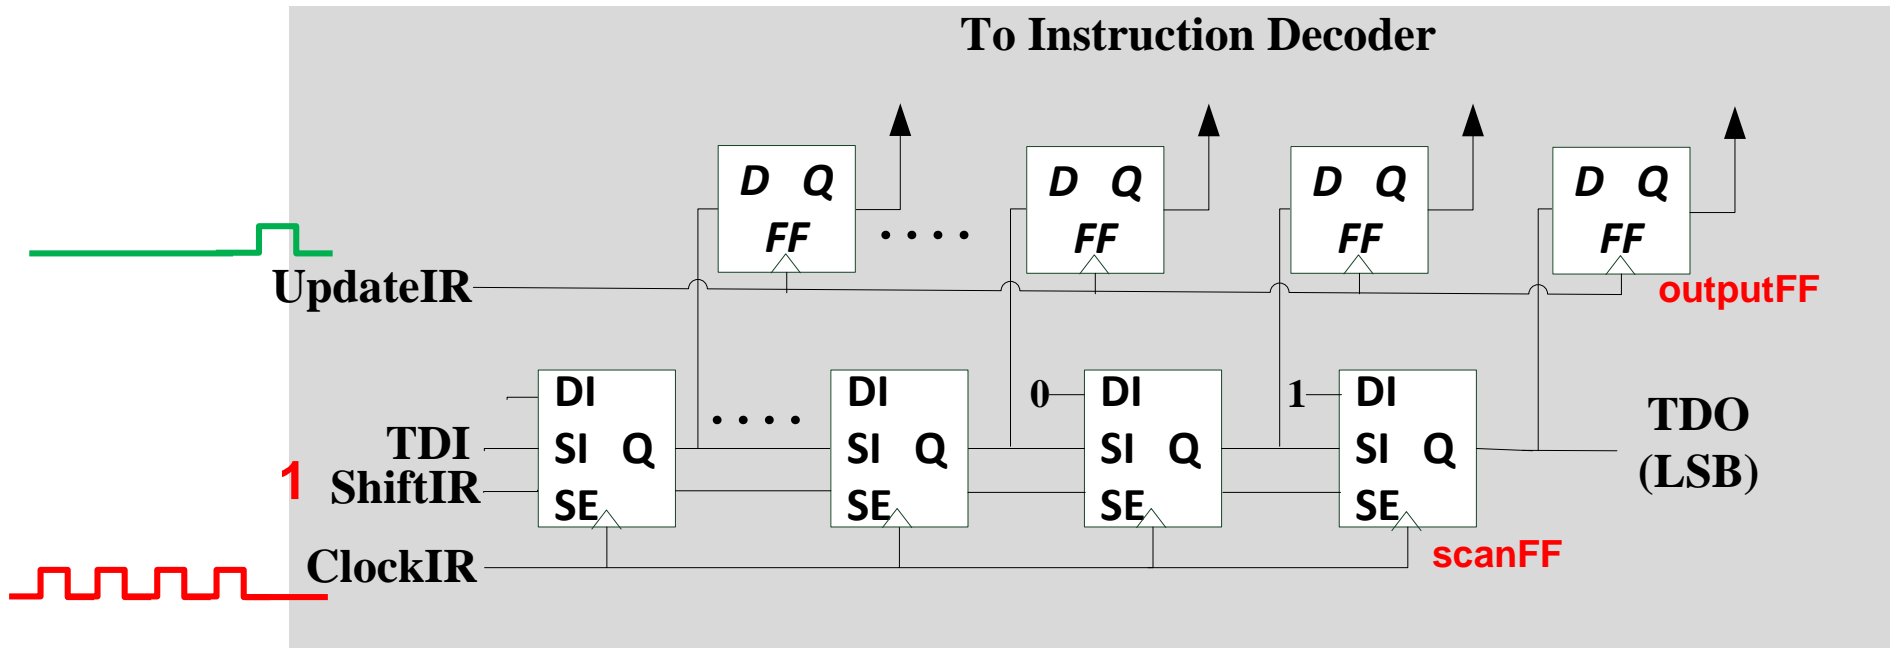 To Instruction Decoder
D Q
FF
D Q
FF
D Q
FF
D Q
FF
UpdateIR
outputFF
DI
SI Q
SE
DI
SI Q
SE
0
DI
SI Q
SE
1
DI
SI Q
SE
TDI
1 ShiftIR
ClockIR
TDO
(LSB)
scanFF